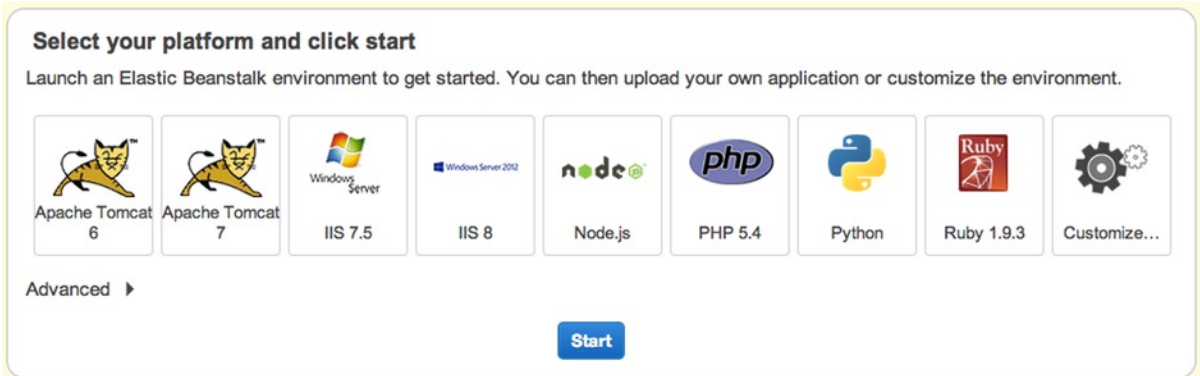 Select your platform and click start
Launch an Elastic Beanstalk environment to get started. You can then upload your own application or customize the environment.
Windows Server
Windows Server 2012
node
php
Ruby
Apache Tomcat 6
Apache Tomcat 7
IIS 7.5
IIS 8
Node.js
PHP 5.4
Python
Ruby 1.9.3
Customize...
Advanced
Start